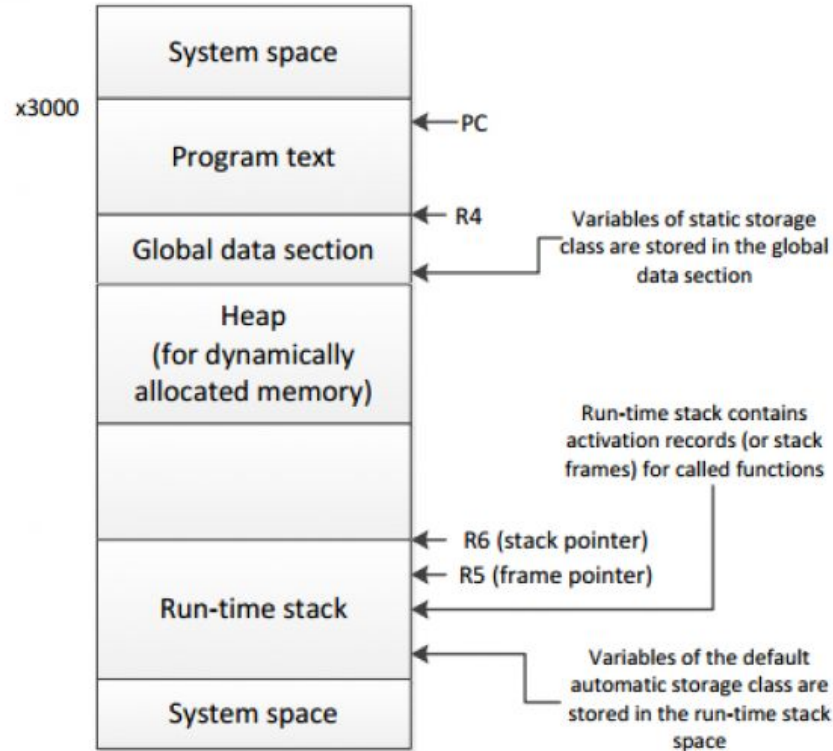 System space
x3000
PC
Program text
R4
Variables of static storage
class are stored in the global
data section
Global data section
Heap
(for dynamically
allocated memory)
Run-time stack contains
activation records (or stack
frames) for called functions
R6 (stack pointer)
R5 (frame pointer)
Run-time stack
Variables of the default
automatic storage class are
stored in the run-time stack
space
System space